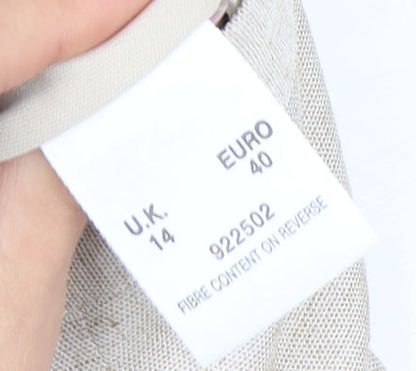 U.K. EURO
14 40
922502
FIBRE CONTENT ON REVERSE